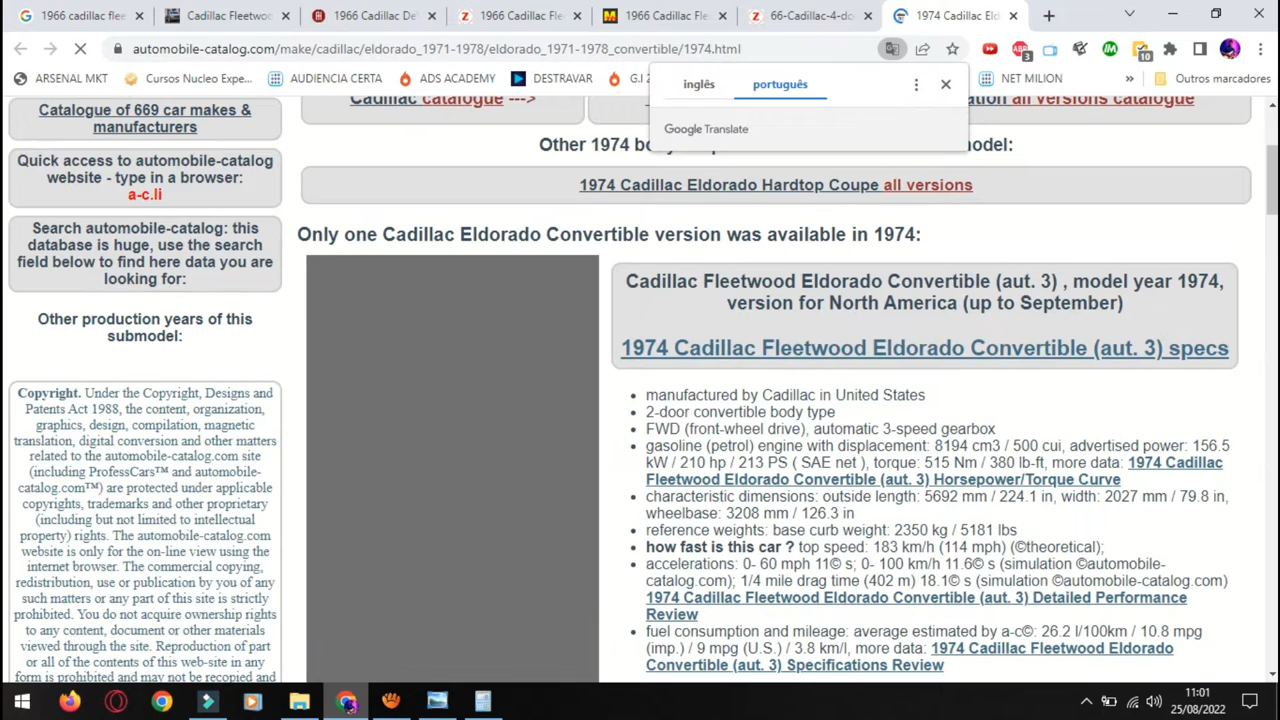 1966 cadillac flee
Cadillac Fleetwoo
1966 Cadillac De
1966 Cadillac Fle
1966 Cadillac Fle
66-Cadillac-4-do
1974 Cadillac Eld
automobile-catalog.com/make/cadillac/eldorado_1971-1978/eldorado_1971-1978_convertible/1974.html
3
10
ARSENAL MKT
Cursos Nucleo Expe...
AUDIENCIA CERTA
ADS ACADEMY
DESTRAVAR
G.I
NET MILION
»
Outros marcadores
inglês
português
Google Translate
Catalogue of 669 car makes &
manufacturers
Quick access to automobile-catalog
website - type in a browser:
a-c.li
Search automobile-catalog: this
database is huge, use the search
field below to find here data you are
looking for:
Other production years of this
submodel:
Copyright. Under the Copyright, Designs and
Patents Act 1988, the content, organization,
graphics, design, compilation, magnetic
translation, digital conversion and other matters
related to the automobile-catalog.com site
(including ProfessCars™ and automobile-
catalog.com™) are protected under applicable
copyrights, trademarks and other proprietary
(including but not limited to intellectual
property) rights. The automobile-catalog.com
website is only for the on-line view using the
internet browser. The commercial copying,
redistribution, use or publication by you of any
such matters or any part of this site is strictly
prohibited. You do not acquire ownership rights
to any content, document or other materials
viewed through the site. Reproduction of part
or all of the contents of this web-site in any
form is prohibited and may not be recopied and
Cadillac catalogue --->
all versions catalogue
Other 1974
1974 Cadillac Eldorado Hardtop Coupe all versions
Only one Cadillac Eldorado Convertible version was available in 1974:
Cadillac Fleetwood Eldorado Convertible (aut. 3) , model year 1974,
version for North America (up to September)
1974 Cadillac Fleetwood Eldorado Convertible (aut. 3) specs
manufactured by Cadillac in United States
2-door convertible body type
FWD (front-wheel drive), automatic 3-speed gearbox
gasoline (petrol) engine with displacement: 8194 cm3 / 500 cui, advertised power: 156.5
kW / 210 hp / 213 PS ( SAE net ), torque: 515 Nm / 380 lb-ft, more data: 1974 Cadillac
Fleetwood Eldorado Convertible (aut. 3) Horsepower/Torque Curve
characteristic dimensions: outside length: 5692 mm / 224.1 in, width: 2027 mm / 79.8 in,
wheelbase: 3208 mm / 126.3 in
reference weights: base curb weight: 2350 kg / 5181 lbs
how fast is this car ? top speed: 183 km/h (114 mph) (©theoretical);
accelerations: 0- 60 mph 11© s; 0- 100 km/h 11.6© s (simulation ©automobile-
catalog.com); 1/4 mile drag time (402 m) 18.1© s (simulation ©automobile-catalog.com)
1974 Cadillac Fleetwood Eldorado Convertible (aut. 3) Detailed Performance
Review
fuel consumption and mileage: average estimated by a-c©: 26.2 l/100km / 10.8 mpg
(imp.) / 9 mpg (U.S.) / 3.8 km/l, more data: 1974 Cadillac Fleetwood Eldorado
Convertible (aut. 3) Specifications Review
11:01
25/08/2022